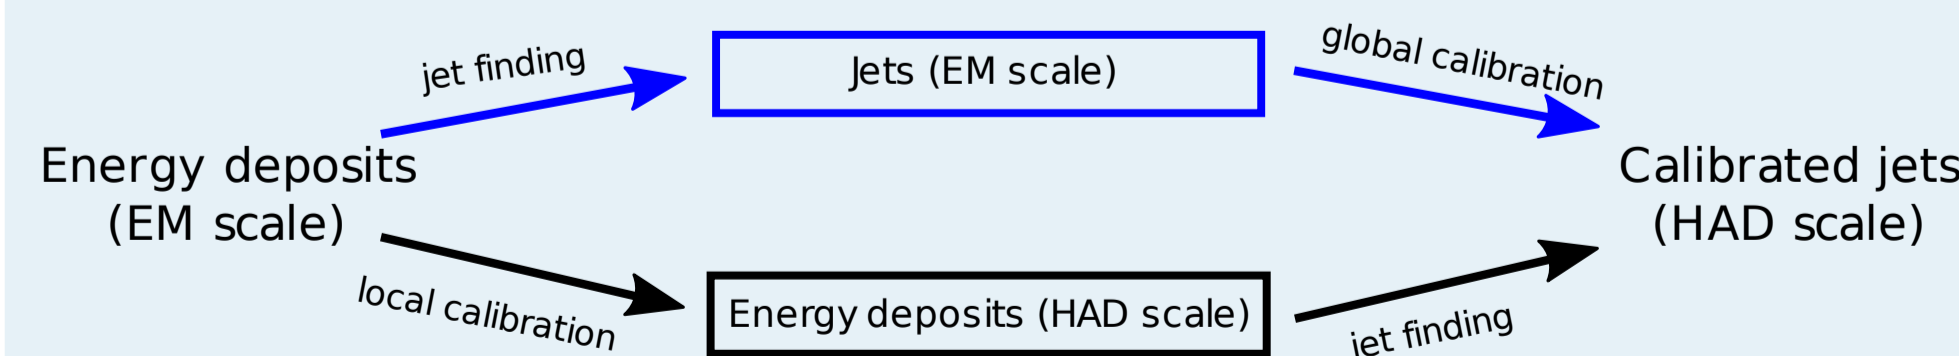 jet finding
Jets (EM scale)
global calibration
Energy deposits
(EM scale)
Calibrated jets
(HAD scale)
local calibration
Energy deposits (HAD scale)
jet finding